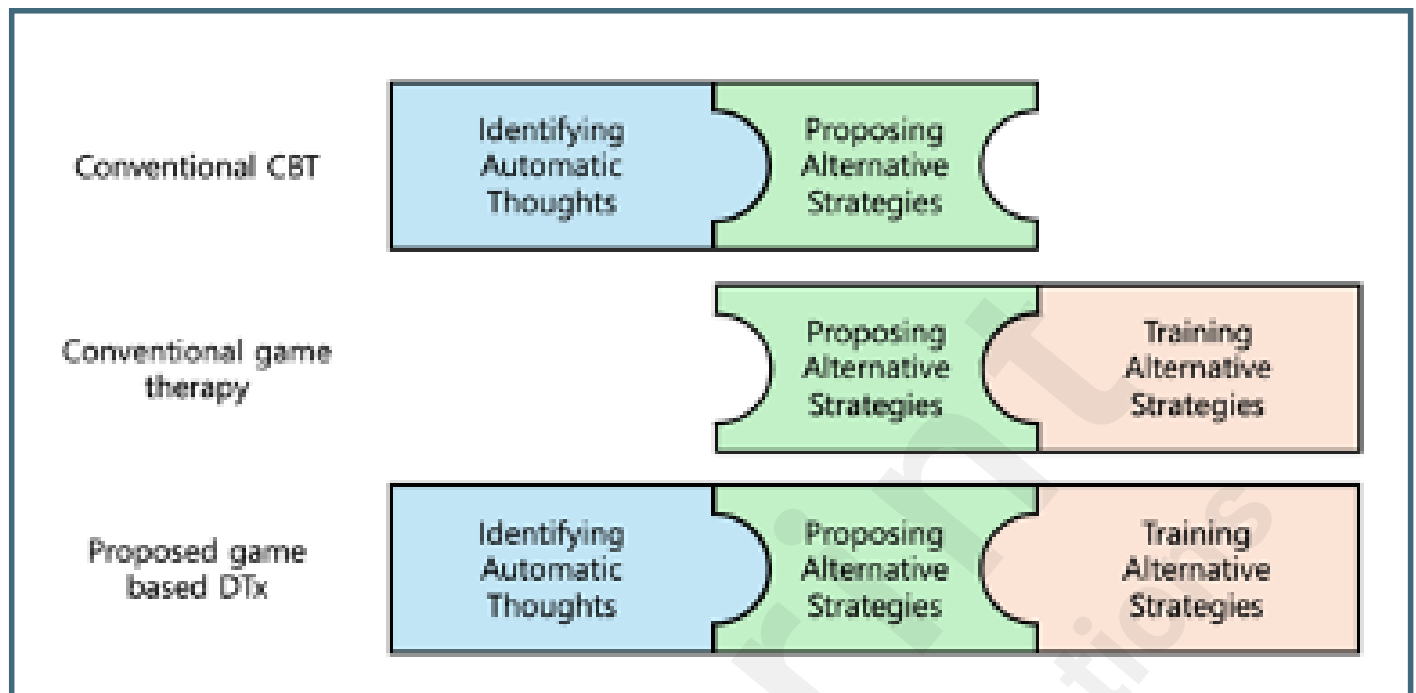 Conventional CBT
Identifying
Automatic
Thoughts
Proposing
Alternative
Strategies
Conventional game
therapy
Proposing
Alternative
Strategies
Training
Alternative
Strategies
Proposed game
based DTx
Identifying
Automatic
Thoughts
Proposing
Alternative
Strategies
Training
Alternative
Strategies